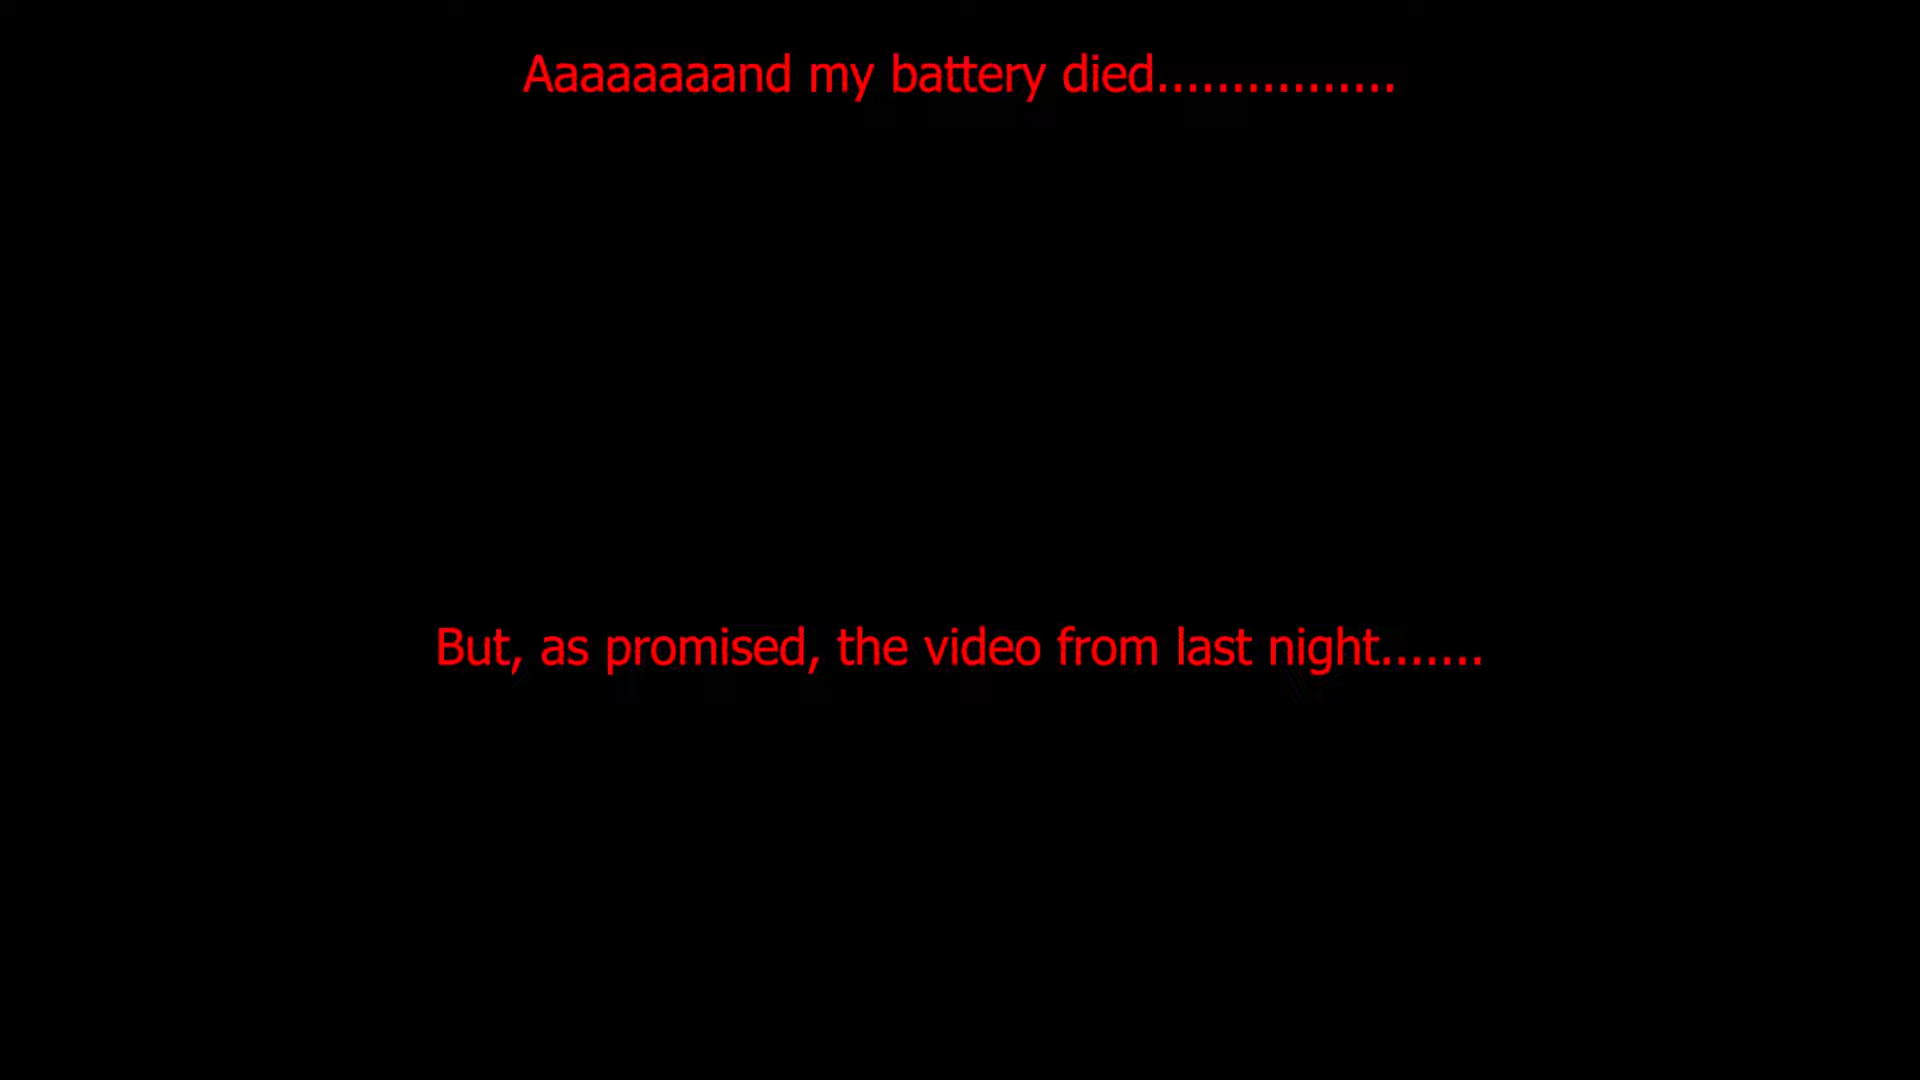 Aaaaaaaand my battery died................
But, as promised, the video from last night.......